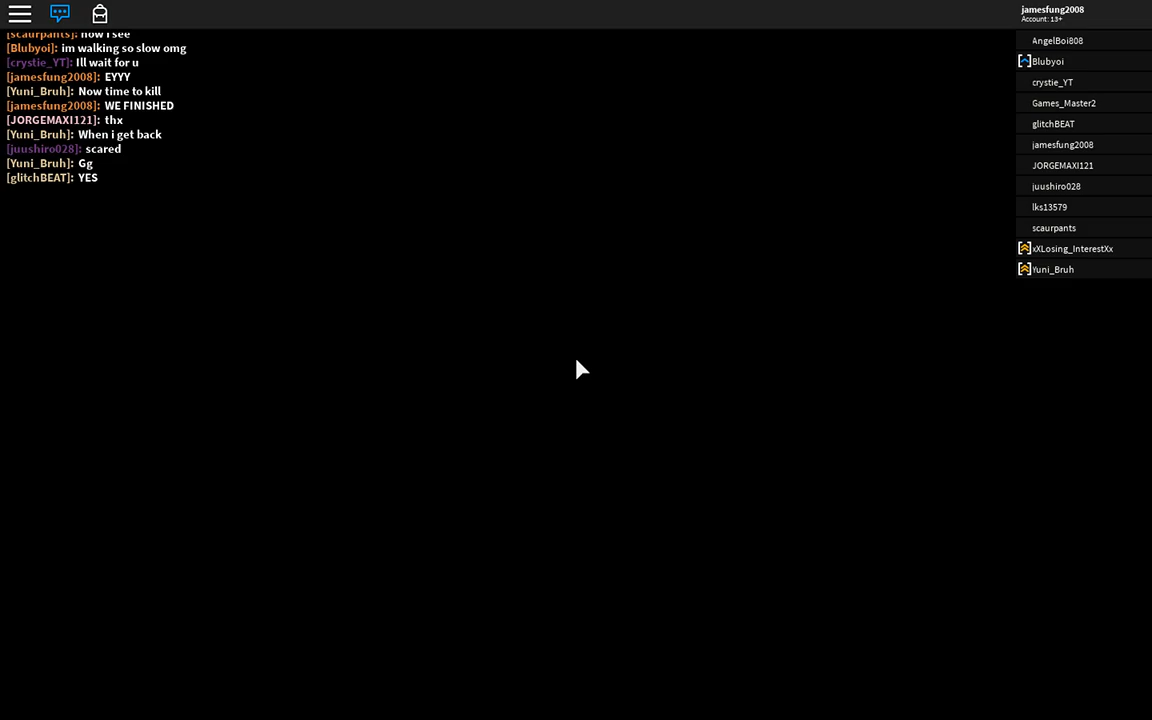 jamesfung2008
Account: 13+
[scaurpants]: now i see
[Blubyoi]: im walking so slow omg
[crystie_YT]: Ill wait for u
[jamesfung2008]: EYYY
[Yuni_Bruh]: Now time to kill
[jamesfung2008]: WE FINISHED
[JORGEMAXI121]: thx
[Yuni_Bruh]: When i get back
[juushiro028]: scared
[Yuni_Bruh]: Gg
[glitchBEAT]: YES
AngelBoi808
Blubyoi
crystie_YT
Games_Master2
glitchBEAT
jamesfung2008
JORGEMAXI121
juushiro028
lks13579
scaurpants
xXLosing_InterestXx
Yuni_Bruh